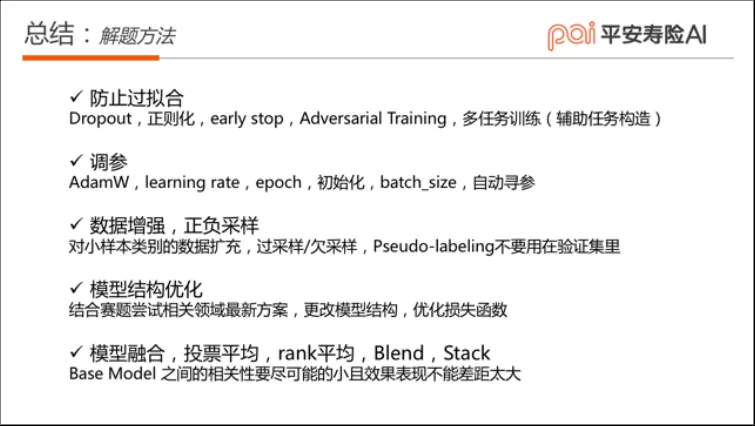 总结：解题方法
pai 平安寿险AI
✓ 防止过拟合
Dropout，正则化，early stop，Adversarial Training，多任务训练（辅助任务构造）
✓ 调参
AdamW，learning rate，epoch，初始化，batch_size，自动寻参
✓ 数据增强，正负采样
对小样本类别的数据扩充，过采样/欠采样，Pseudo-labeling不要用在验证集里
✓ 模型结构优化
结合赛题尝试相关领域最新方案，更改模型结构，优化损失函数
✓ 模型融合，投票平均，rank平均，Blend，Stack
Base Model 之间的相关性要尽可能的小且效果表现不能差距太大